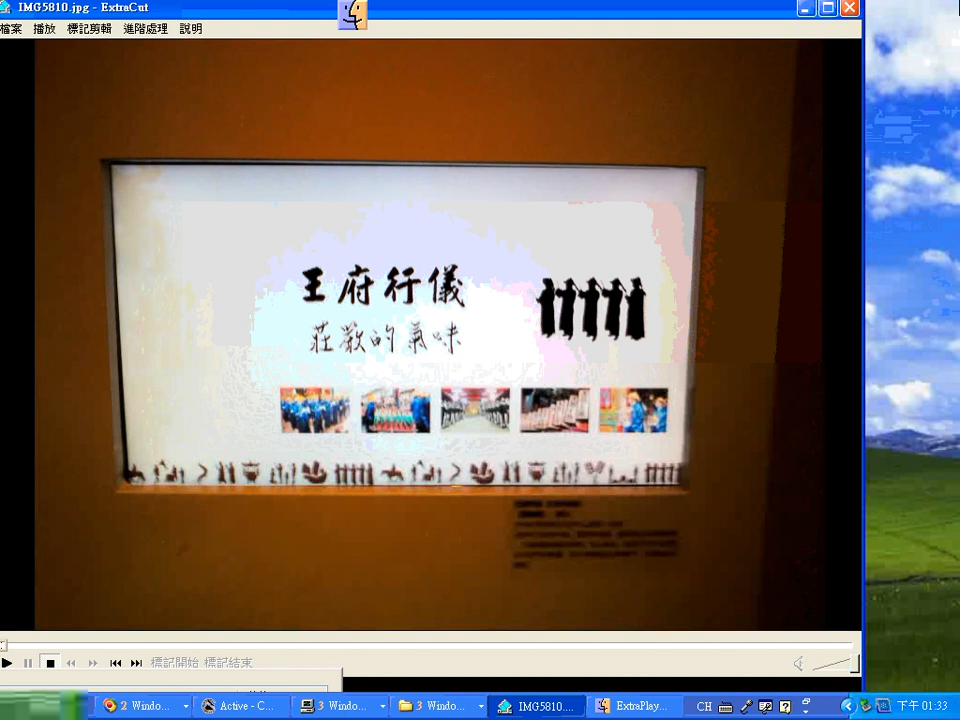 IMG5810.jpg - ExtraCut
檔案 播放 標記剪輯 進階處理 說明
王府行儀
莊嚴的氣味
標記開始 標記結束
2 Windo...
Active - C...
3 Windo...
3 Windo...
IMG5810....
ExtraPlay...
CH
下午 01:33